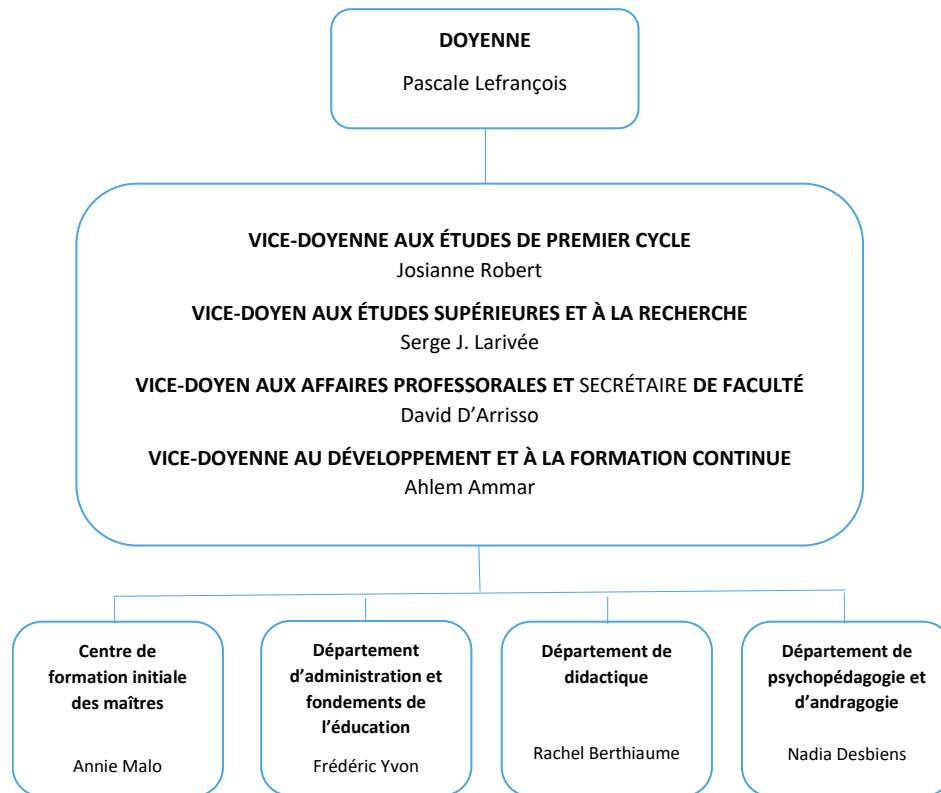 DOYENNE
Pascale Lefrançois
VICE-DOYENNE AUX ÉTUDES DE PREMIER CYCLE
Josianne Robert
VICE-DOYEN AUX ÉTUDES SUPÉRIEURES ET À LA RECHERCHE
Serge J. Larivée
VICE-DOYEN AUX AFFAIRES PROFESSORALES ET SECRÉTAIRE DE FACULTÉ
David D’Arrisso
VICE-DOYENNE AU DÉVELOPPEMENT ET À LA FORMATION CONTINUE
Ahlem Ammar
Centre de
formation initiale
des maîtres
Annie Malo
Département
d’administration et
fondements de
l’éducation
Frédéric Yvon
Département de
didactique
Rachel Berthiaume
Département de
psychopédagogie et
d’andragogie
Nadia Desbiens